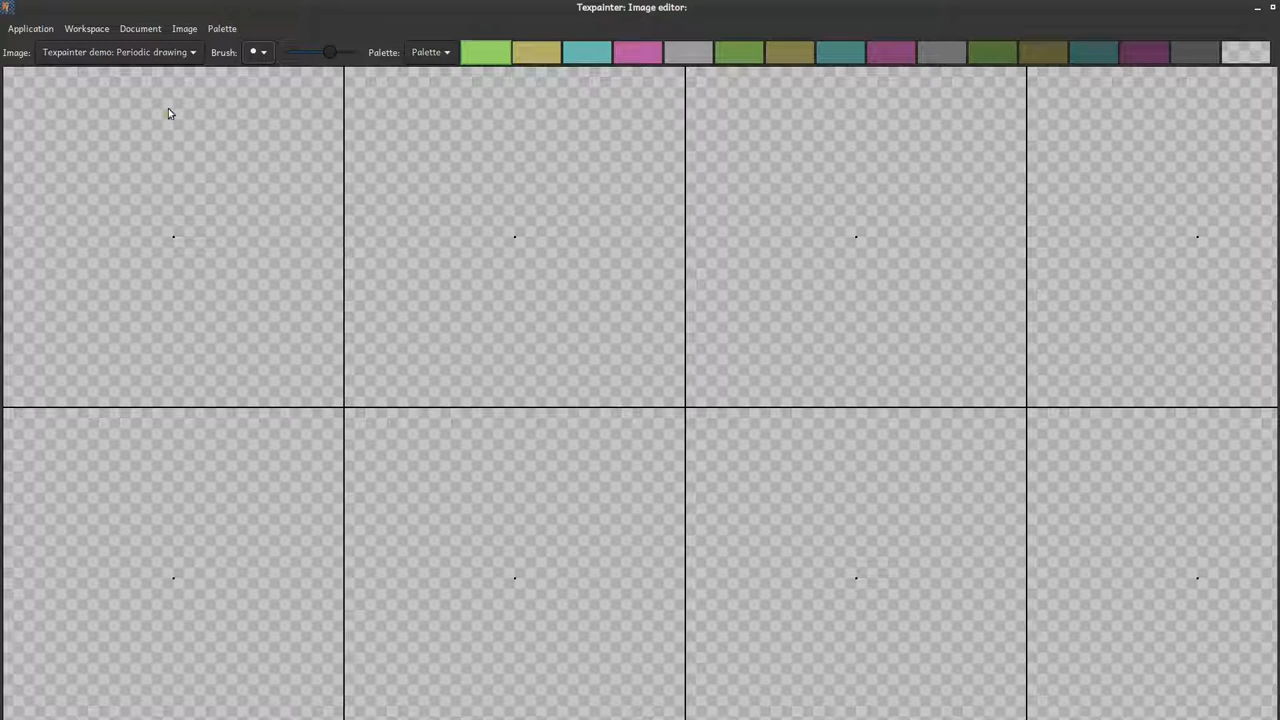 Texpainter: Image editor:
Application Workspace Document Image Palette
Image: Texpainter demo: Periodic drawing Brush: Palette: Palette